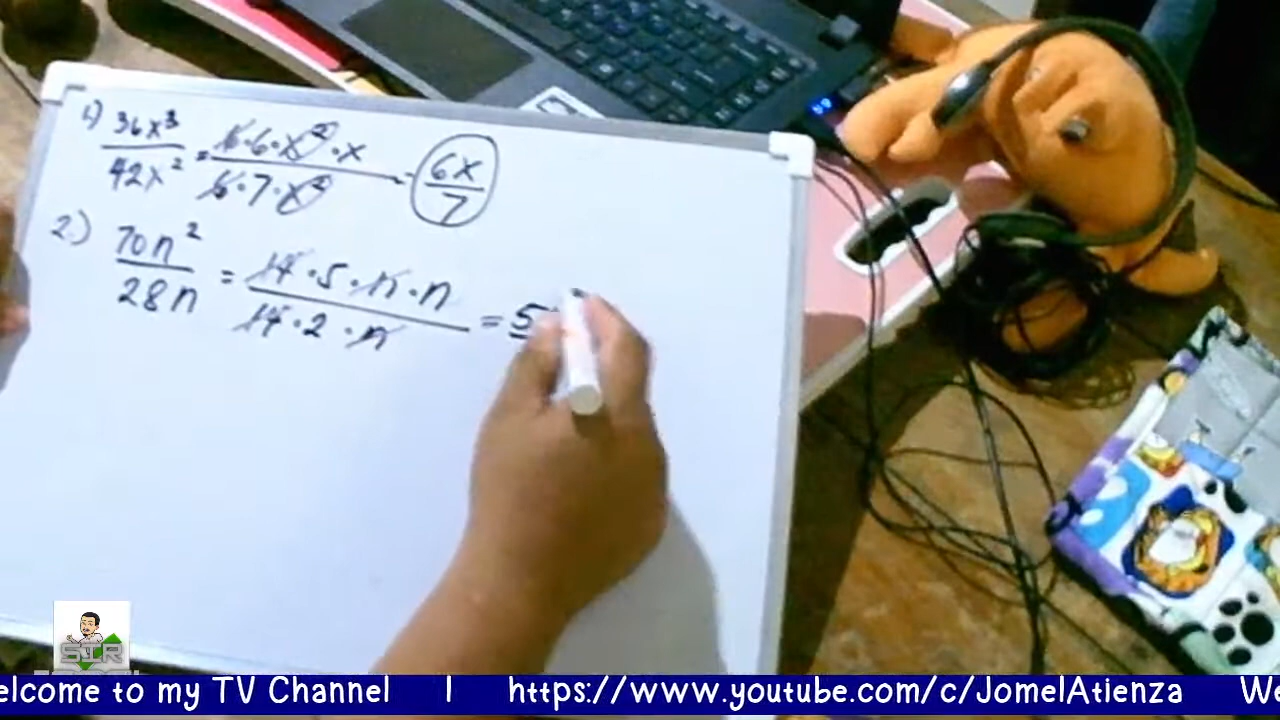 1) 36x³/42x² = 6·6·x²·x/6·7·x² = 6x/7
2.) 70n²/28n = 14·5·n·n/14·2·n = 5
SIR
elcome to my TV Channel | https://www.youtube.com/c/JomelAtienza We